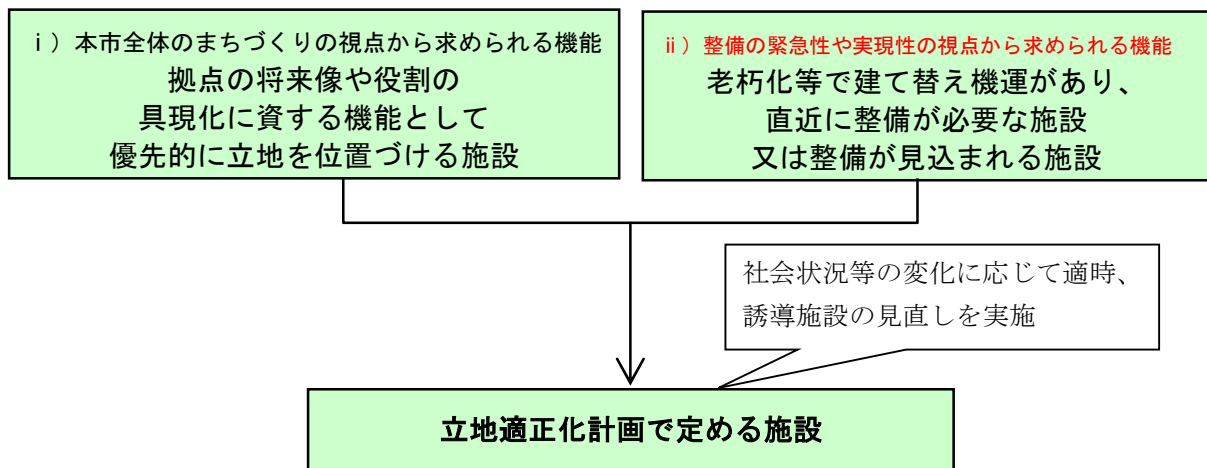 ⅰ）本市全体のまちづくりの視点から求められる機能
拠点の将来像や役割の
具現化に資する機能として
優先的に立地を位置づける施設
ⅱ）整備の緊急性や実現性の視点から求められる機能
老朽化等で建て替え機運があり、
直近に整備が必要な施設
又は整備が見込まれる施設
社会状況等の変化に応じて適時、
誘導施設の見直しを実施
立地適正化計画で定める施設